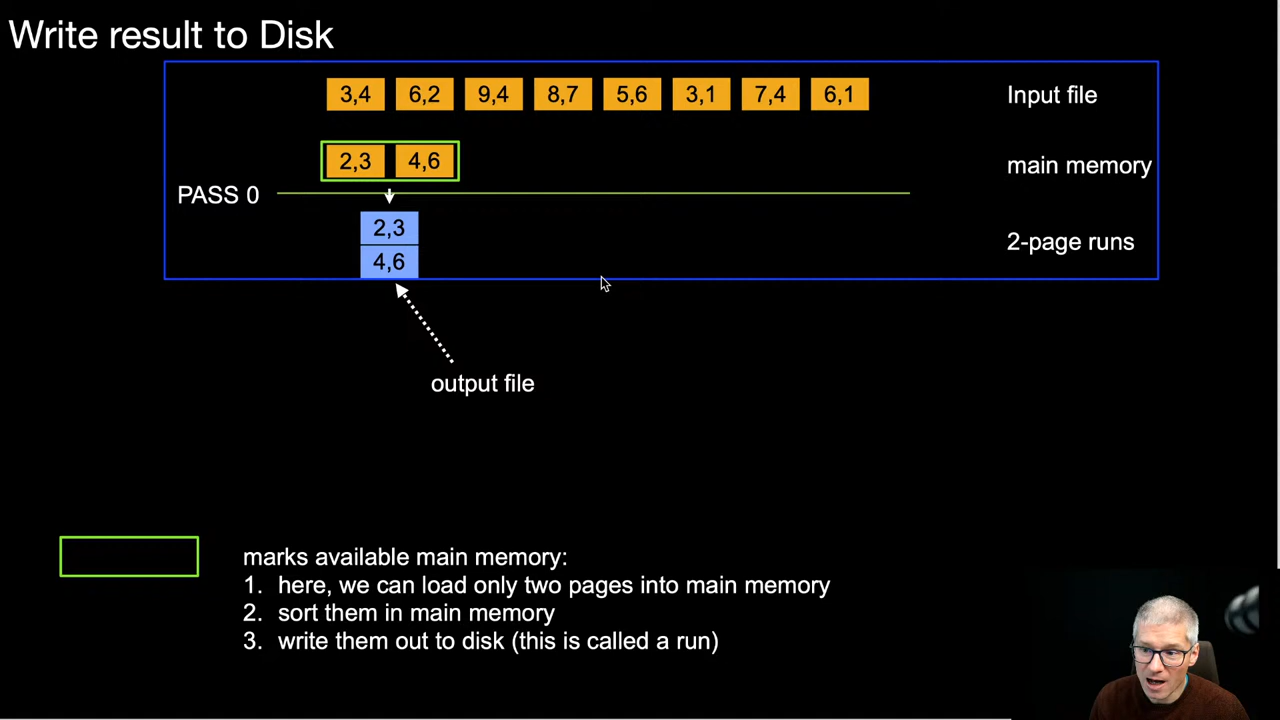 Write result to Disk
3,4 6,2 9,4 8,7 5,6 3,1 7,4 6,1 Input file
2,3 4,6 main memory
PASS 0
2,3
4,6
2-page runs
output file
marks available main memory:
1. here, we can load only two pages into main memory
2. sort them in main memory
3. write them out to disk (this is called a run)